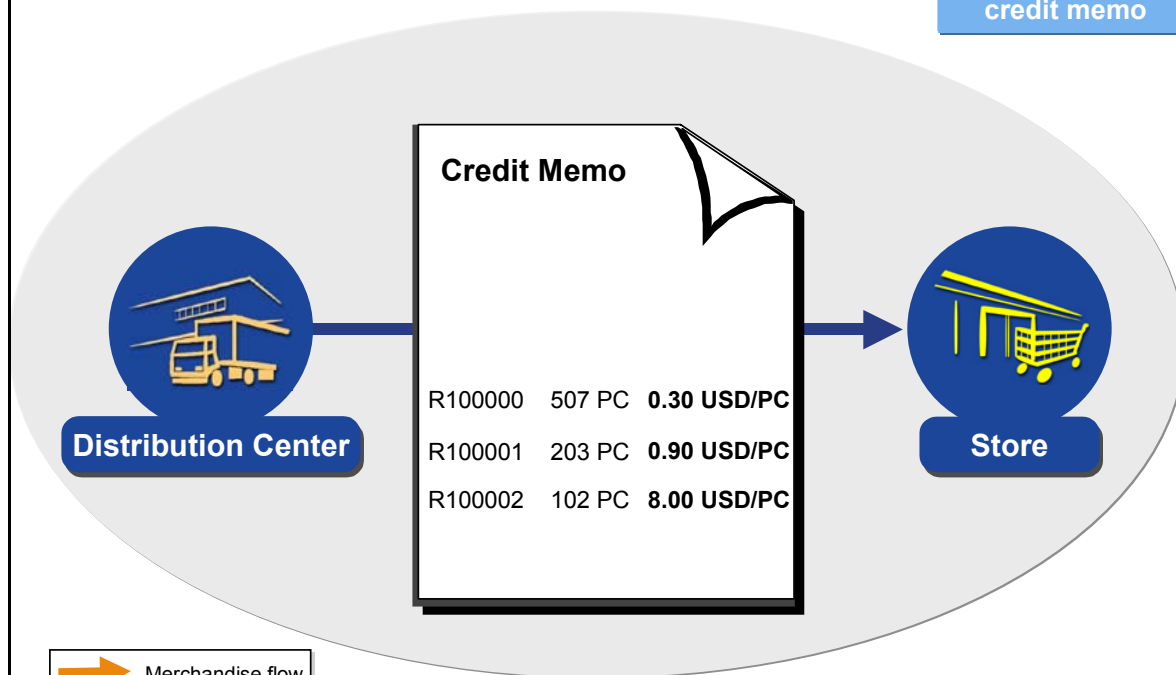 credit memo
Credit Memo
R100000 507 PC 0.30 USD/PC
R100001 203 PC 0.90 USD/PC
R100002 102 PC 8.00 USD/PC
Distribution Center
Store
Merchandise flow